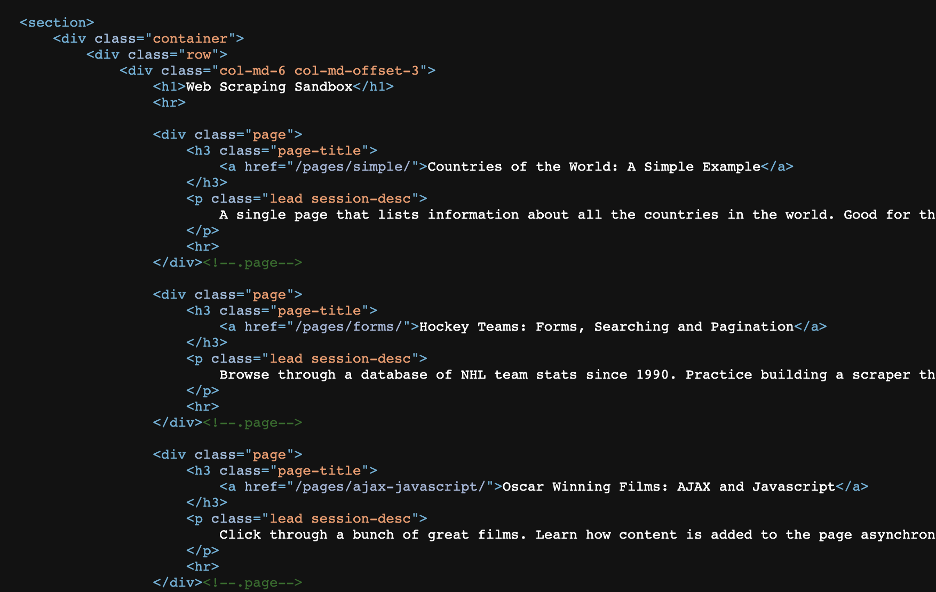 <section>
<div class="container">
<div class="row">
<div class="col-md-6 col-md-offset-3">
<h1>Web Scraping Sandbox</h1>
<hr>
<div class="page">
<h3 class="page-title">
<a href="/pages/simple/">Countries of the World: A Simple Example</a>
</h3>
<p class="lead session-desc">
A single page that lists information about all the countries in the world. Good for th
</p>
<hr>
</div><!--.page-->
<div class="page">
<h3 class="page-title">
<a href="/pages/forms/">Hockey Teams: Forms, Searching and Pagination</a>
</h3>
<p class="lead session-desc">
Browse through a database of NHL team stats since 1990. Practice building a scraper th
</p>
<hr>
</div><!--.page-->
<div class="page">
<h3 class="page-title">
<a href="/pages/ajax-javascript/">Oscar Winning Films: AJAX and Javascript</a>
</h3>
<p class="lead session-desc">
Click through a bunch of great films. Learn how content is added to the page asynchron
</p>
<hr>
</div><!--.page-->